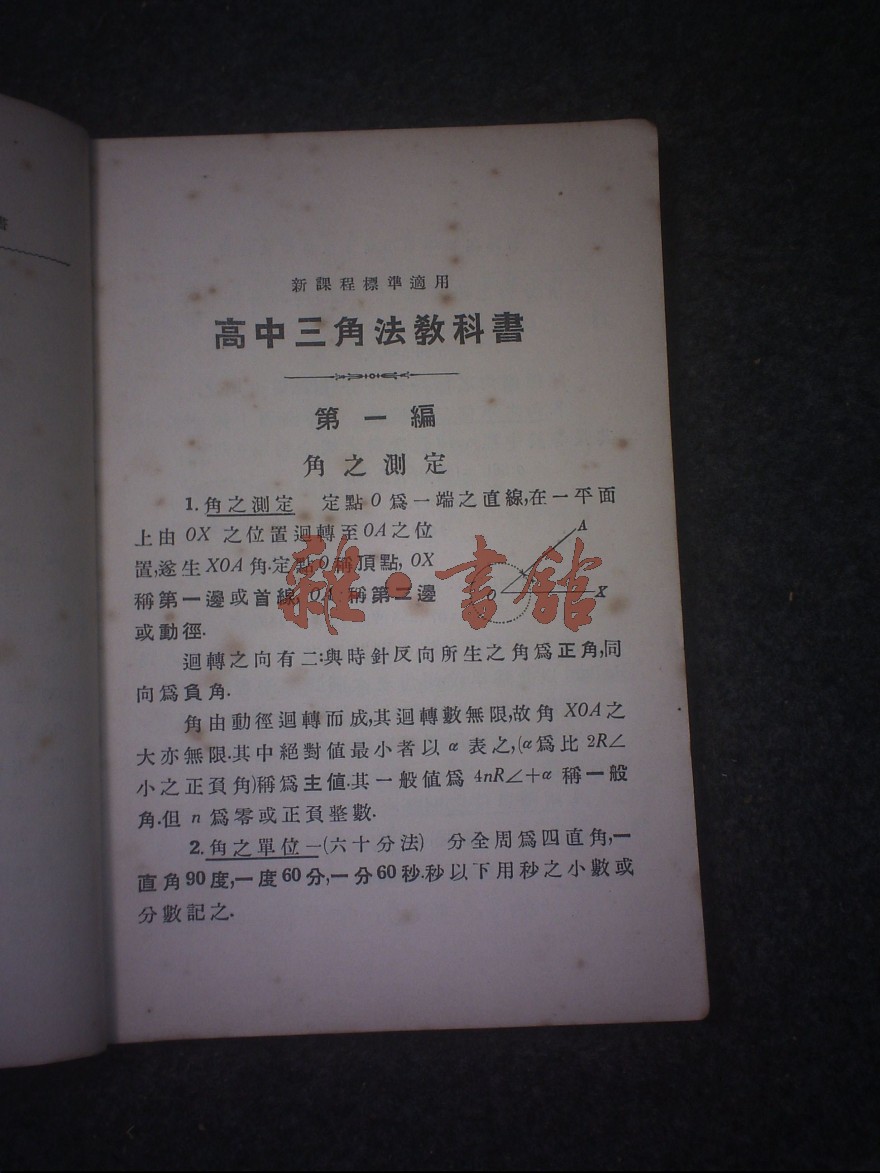 新課程標準適用
高中三角法教科書
第一編
角之測定
1. 角之測定 定點O爲一端之直線,在一平面
上由OX之位置迴轉至OA之位
置,遂生XOA角.定點O稱頂點,OX
稱第一邊或首線,OA稱第二邊
或動徑.
A
O
X
迴轉之向有二:與時針反向所生之角爲正角,同
向爲負角.
角由動徑迴轉而成,其迴轉數無限,故角XOA之
大亦無限.其中絕對值最小者以α表之,(α爲比2R∠
小之正負角)稱爲主值.其一般值爲4nR∠+α稱一般
角.但n爲零或正負整數.
2. 角之單位一(六十分法) 分全周爲四直角,一
直角90度,一度60分,一分60秒.秒以下用秒之小數或
分數記之.
雜·書館